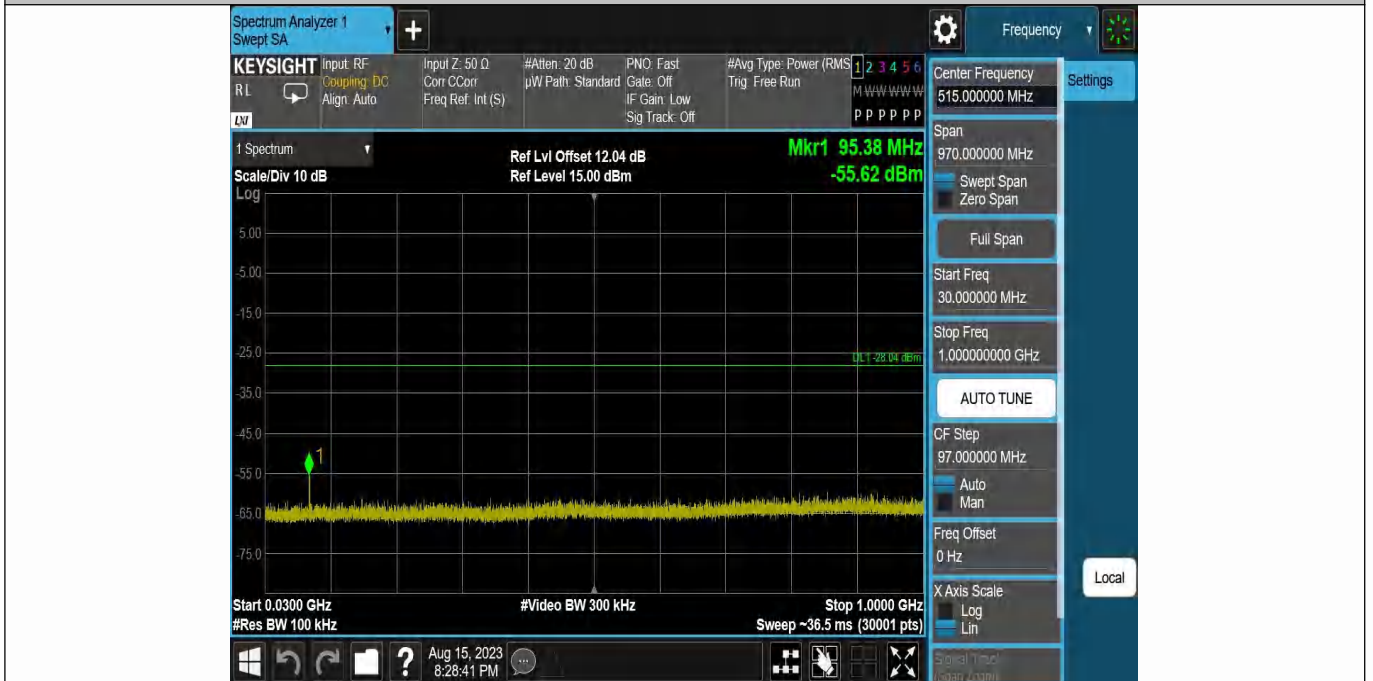 Spectrum Analyzer 1
Swept SA
+
Frequency
KEYSIGHT
RL
LXI
Input: RF
Coupling: DC
Align: Auto
Input Z: 50 Ω
Corr CCorr
Freq Ref: Int (S)
#Atten: 20 dB
µW Path: Standard
PNO: Fast
Gate: Off
IF Gain: Low
Sig Track: Off
#Avg Type: Power (RMS
Trig: Free Run
1 2 3 4 5 6
M W W W W W
P P P P P P
1 Spectrum
Scale/Div 10 dB
Ref Lvl Offset 12.04 dB
Ref Level 15.00 dBm
Mkr1 95.38 MHz
-55.62 dBm
Log
5.00
-5.00
-15.0
-25.0
DL1 -28.04 dBm
-35.0
-45.0
1
-55.0
-65.0
-75.0
Start 0.0300 GHz
#Res BW 100 kHz
#Video BW 300 kHz
Stop 1.0000 GHz
Sweep ~36.5 ms (30001 pts)
Center Frequency
515.000000 MHz
Settings
Span
970.000000 MHz
Swept Span
Zero Span
Full Span
Start Freq
30.000000 MHz
Stop Freq
1.000000000 GHz
AUTO TUNE
CF Step
97.000000 MHz
Auto
Man
Freq Offset
0 Hz
X Axis Scale
Log
Lin
Local
Signal Track
(Span Zoom)
?
Aug 15, 2023
8:28:41 PM